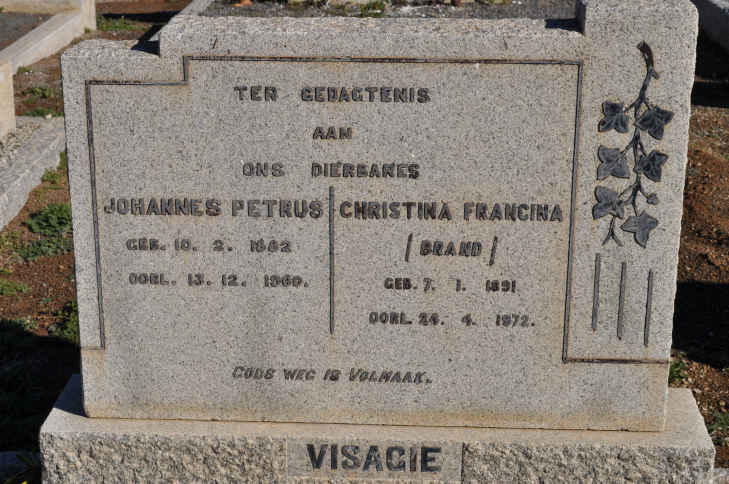 TER GEDAGTENIS
AAN
ONS DIERBANES
JOHANNES PETRUS
GEB. 10. 2. 1882
OORL. 13. 12. 1960.
CHRISTINA FRANCINA
/BRAND/
GEB. 7. 1. 1891
OORL. 24. 4. 1972.
GODS WEG IS VOLMAAK.
VISAGIE